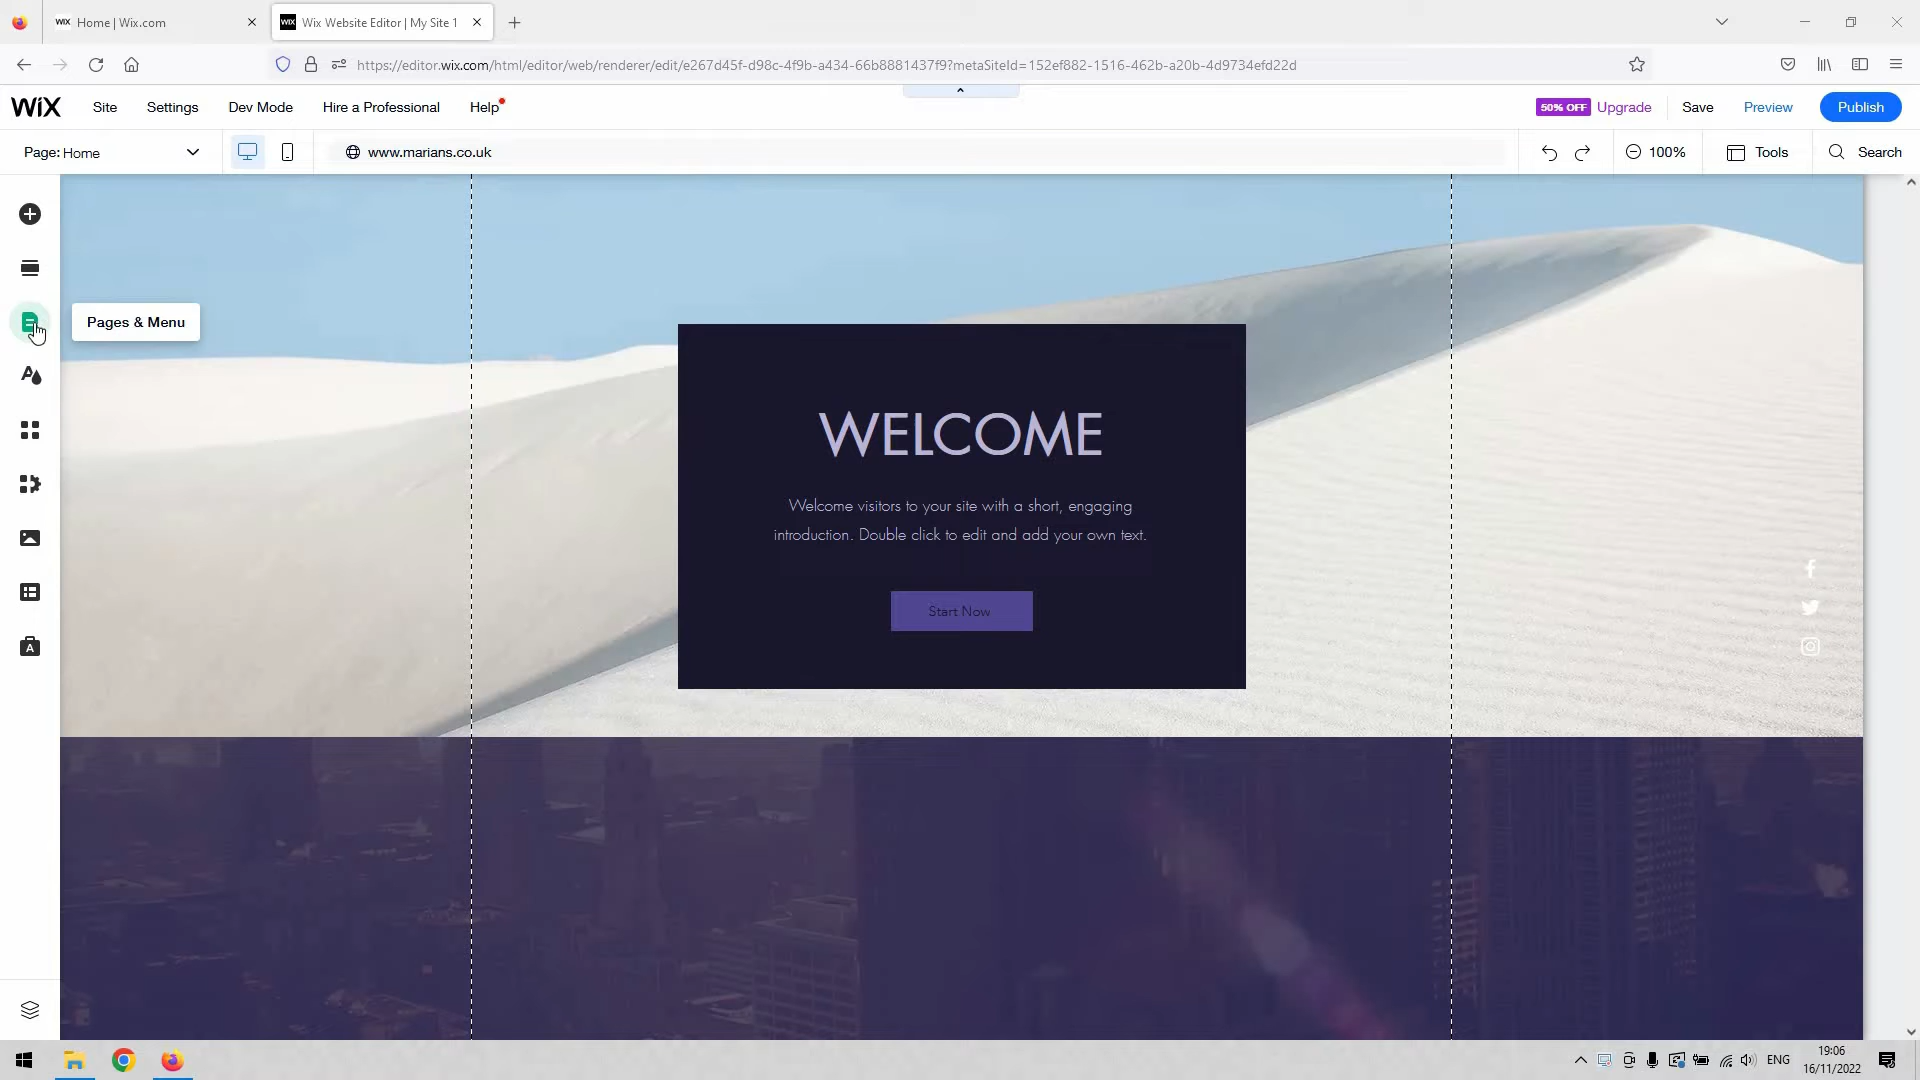 WiX Home | Wix.com
WiX Wix Website Editor | My Site 1
https://editor.wix.com/html/editor/web/renderer/edit/e267d45f-d98c-4f9b-a434-66b8881437f9?metaSiteId=152ef882-1516-462b-a20b-4d9734efd22d
WiX Site Settings Dev Mode Hire a Professional Help 50% OFF Upgrade Save Preview Publish
Page: Home www.marians.co.uk 100% Tools Search
Pages & Menu
WELCOME
Welcome visitors to your site with a short, engaging
introduction. Double click to edit and add your own text.
Start Now
ENG
19:06
16/11/2022